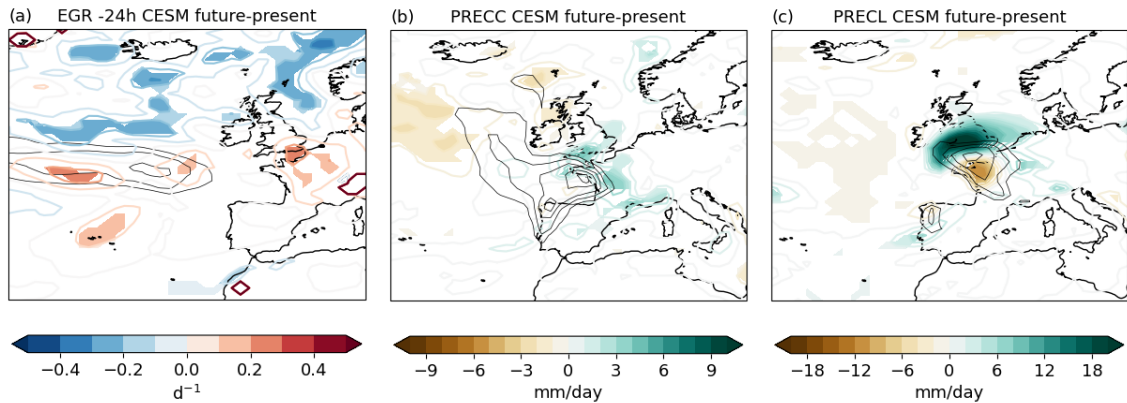 (a) EGR -24h CESM future-present
(b) PRECC CESM future-present
(c) PRECL CESM future-present
−0.4 −0.2 0.0 0.2 0.4
d⁻¹
−9 −6 −3 0 3 6 9
mm/day
−18 −12 −6 0 6 12 18
mm/day